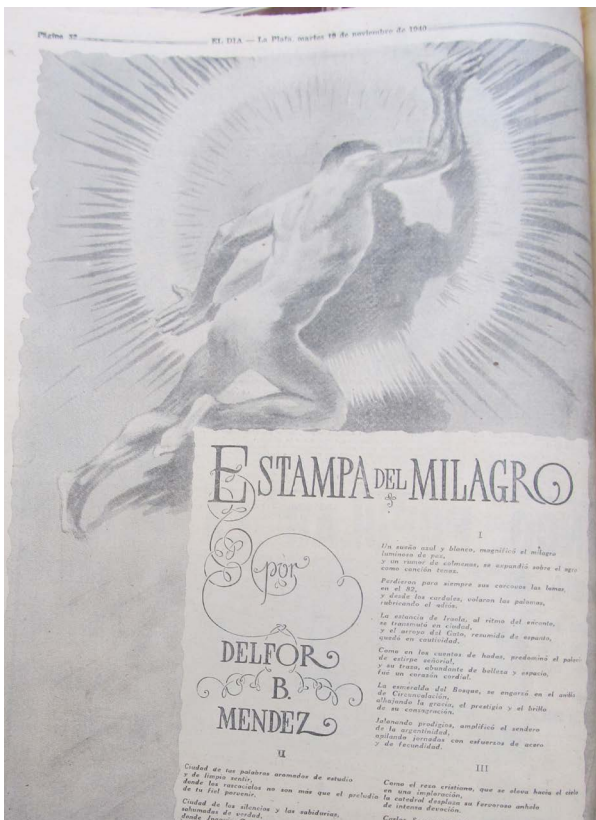 Página 32
EL DIA — La Plata, martes 19 de noviembre de 1940
ESTAMPA DEL MILAGRO
por
DELFOR
B.
MENDEZ
I
Un sueño azul y blanco, magnificó el milagro
luminoso de paz,
y un rumor de colmenas, se expandió sobre el agro
como canción tenaz.
Perdieron para siempre sus carcovas las lomas,
en el 82,
y desde los cardales, volaron las palomas,
rubricando el adiós.
La estancia de Iraola, al ritmo del
se transmutó en ciudad,
y el arroyo del Gato, resumido de espanto,
quedó en cautividad.
Como en los cuentos de hadas, predominó el
de estirpe señorial,
y su traza, abundante de belleza y espacio,
fué un corazón cordial.
La esmeralda del Bosque, se engarzó en el anillo
de Circunvalación,
alhajando la gracia, el prestigio y el brillo
de su consagración.
Jalonando prodigios, amplificó el sendero
de la argentinidad,
apilando jornadas con esfuerzos de acero
y de fecundidad.
II
Ciudad de las palabras aromadas de estudio
y de limpio sentir,
donde los rascacielos no son más que el preludio
de tu fiel porvenir.
Ciudad de los silencios y las sabidurías,
sahumadas de verdad,
donde
III
Como el rezo cristiano, que se eleva hacia el cielo
en una imploración,
la catedral desplaza su fervoroso anhelo
de intensa devoción.